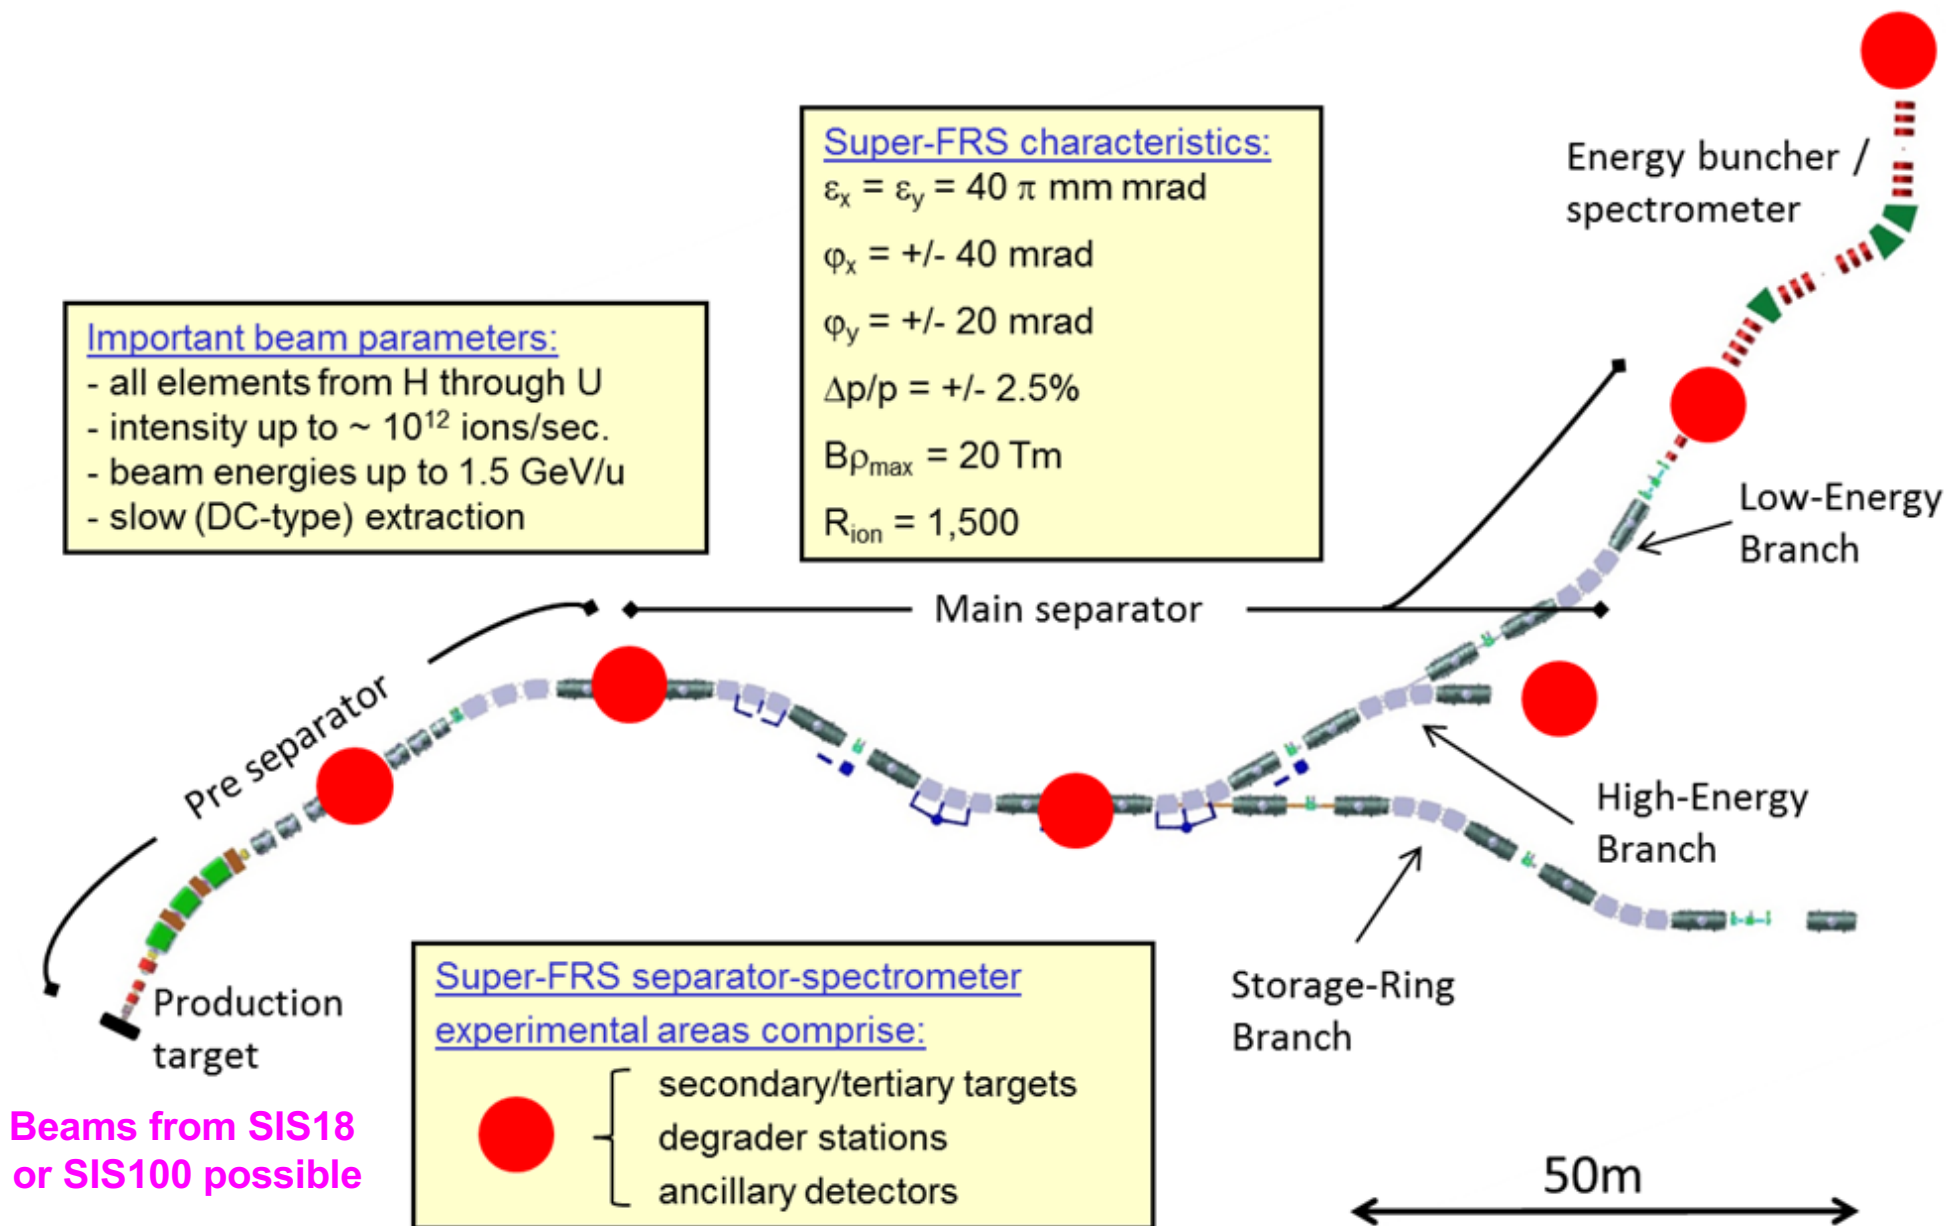 Super-FRS characteristics:
εx = εy = 40 π mm mrad
φx = +/- 40 mrad
φy = +/- 20 mrad
Δp/p = +/- 2.5%
Bρmax = 20 Tm
Rion = 1,500
Energy buncher /
spectrometer
Important beam parameters:
- all elements from H through U
- intensity up to ~ 10¹² ions/sec.
- beam energies up to 1.5 GeV/u
- slow (DC-type) extraction
Low-Energy
Branch
Main separator
Pre separator
High-Energy
Branch
Storage-Ring
Branch
Production
target
Beams from SIS18
or SIS100 possible
Super-FRS separator-spectrometer
experimental areas comprise:
secondary/tertiary targets
degrader stations
ancillary detectors
50m